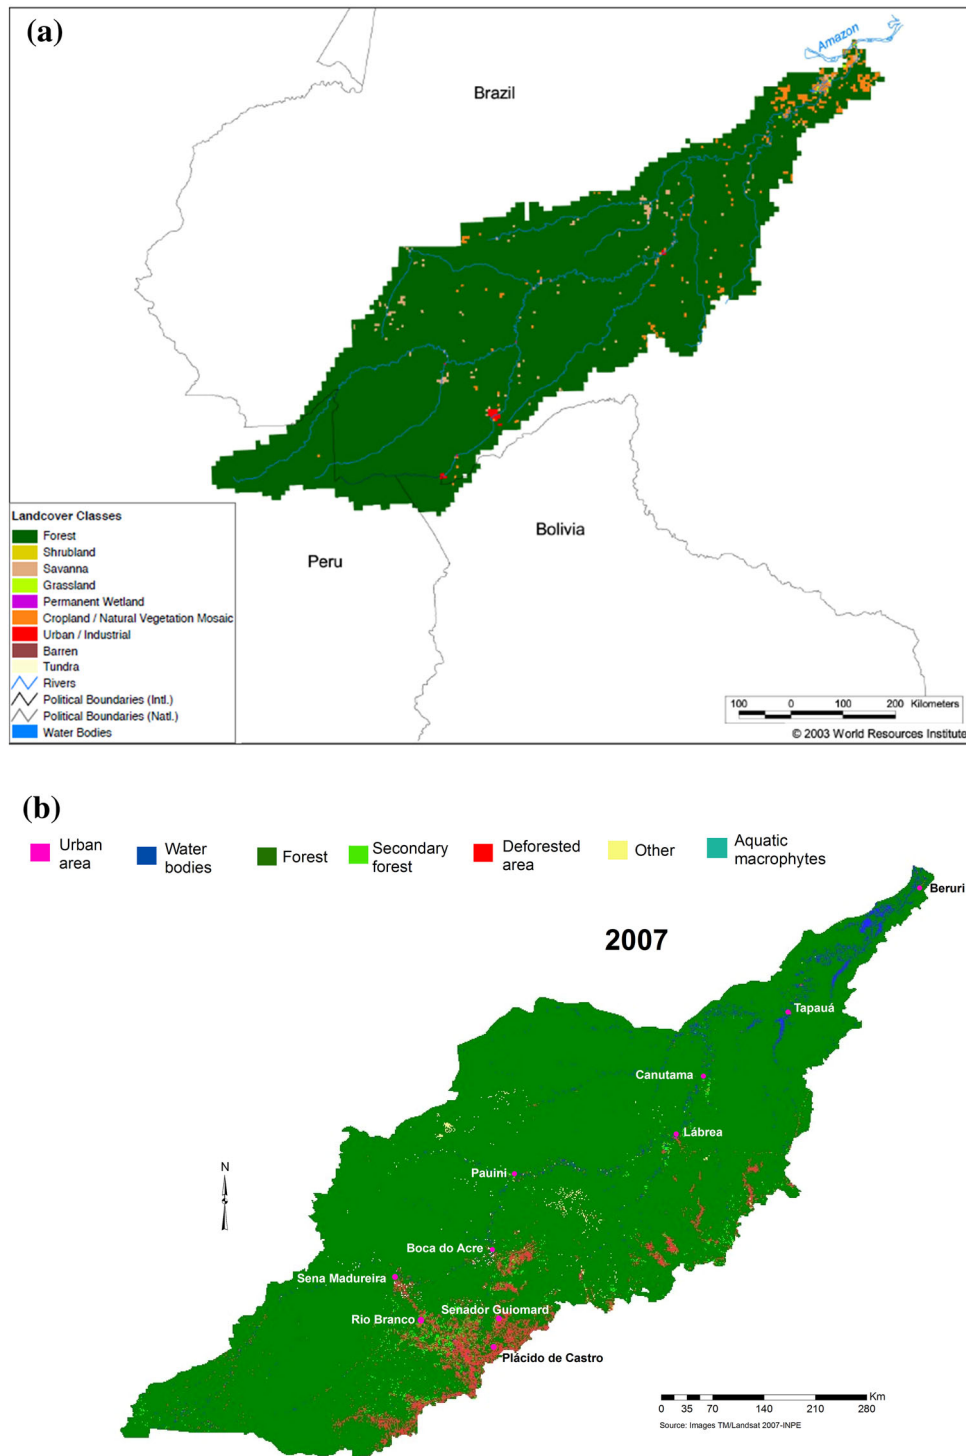 (a)
Amazon
Brazil
Bolivia
Peru
Landcover Classes
Forest
Shrubland
Savanna
Grassland
Permanent Wetland
Cropland / Natural Vegetation Mosaic
Urban / Industrial
Barren
Tundra
Rivers
Political Boundaries (Intl.)
Political Boundaries (Natl.)
Water Bodies
100 0 100 200 Kilometers
© 2003 World Resources Institute
(b)
Urban
area
Water
bodies
Forest
Secondary
forest
Deforested
area
Other
Aquatic
macrophytes
2007
Beruri
Tapauá
Canutama
Lábrea
Pauini
N
Boca do Acre
Sena Madureira
Senador Guiomard
Rio Branco
Plácido de Castro
Km
0 35 70 140 210 280
Source: Images TM/Landsat 2007-INPE